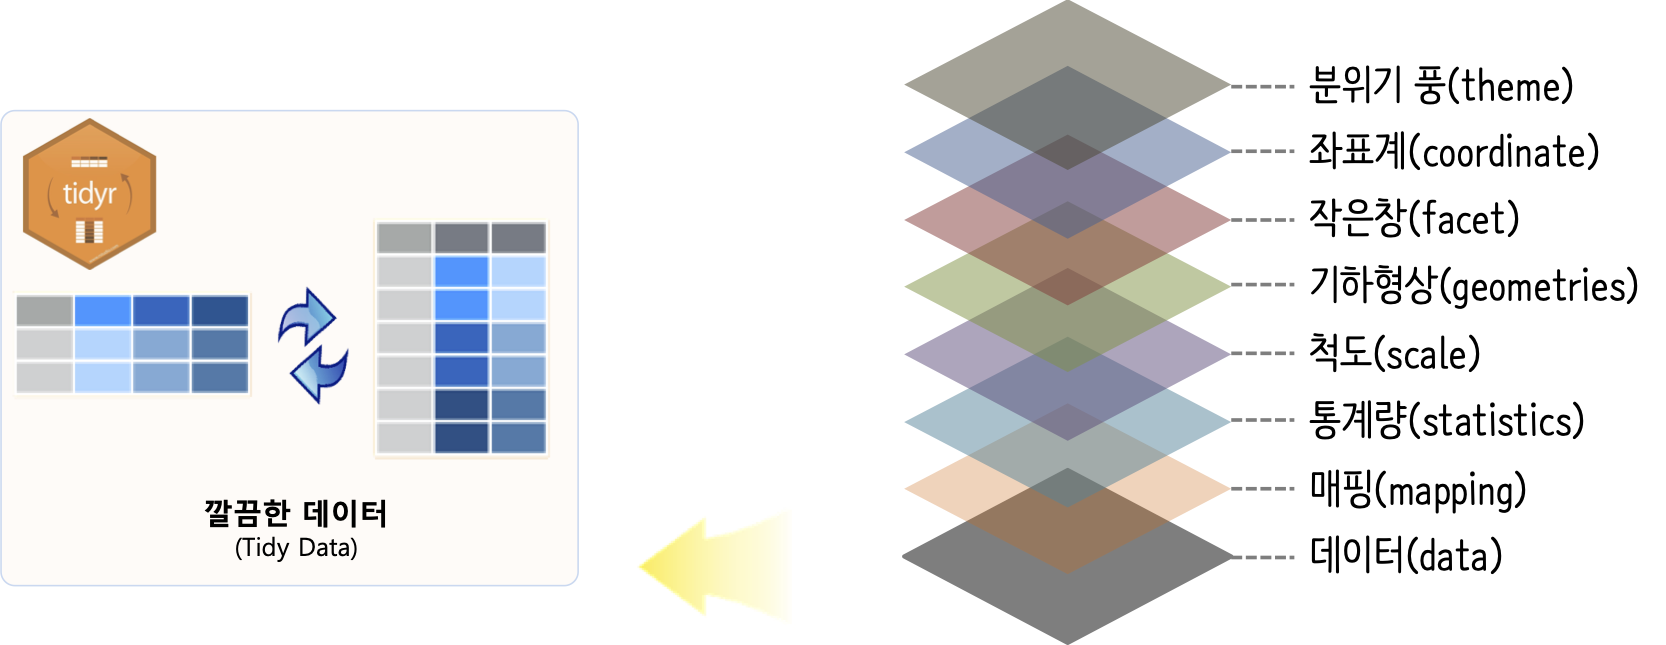 tidyr
깔끔한 데이터
(Tidy Data)
분위기 풍(theme)
좌표계(coordinate)
작은창(facet)
기하형상(geometries)
척도(scale)
통계량(statistics)
매핑(mapping)
데이터(data)